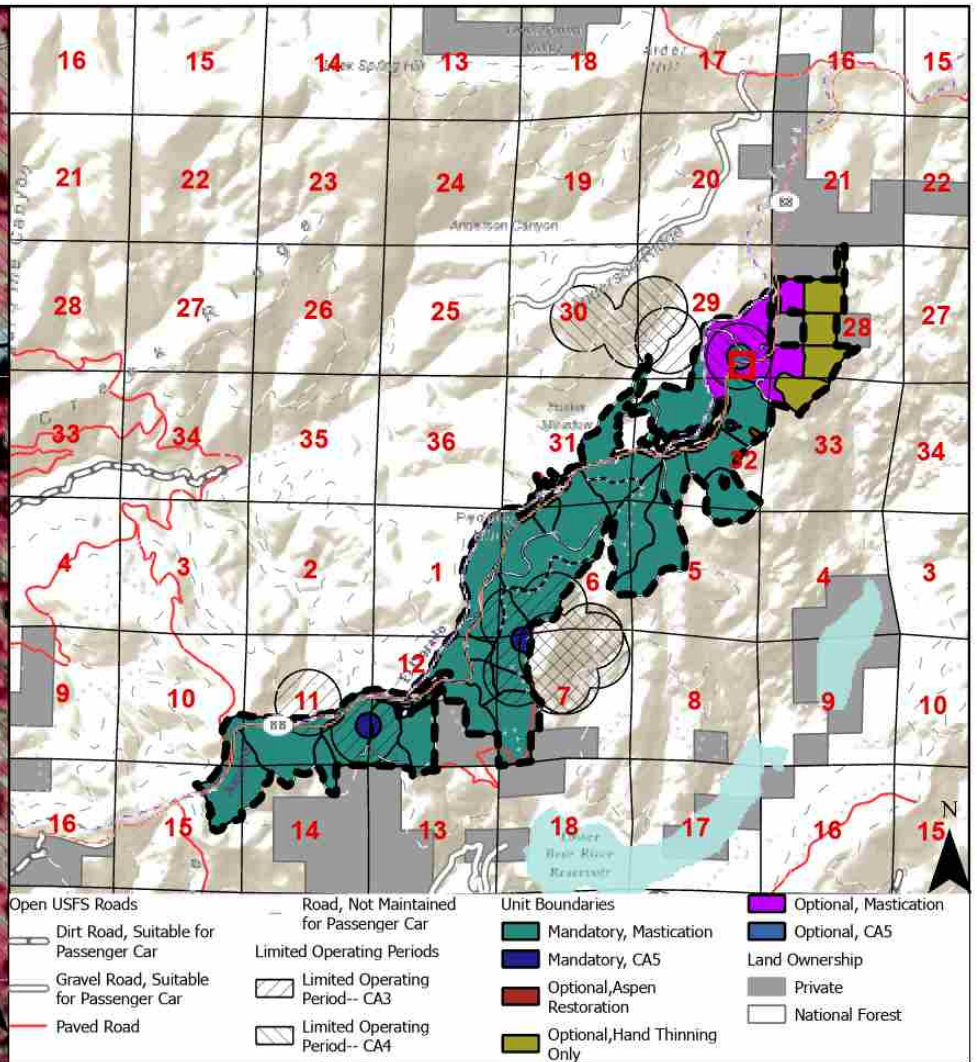 16 15 14 13 18 17 16 15
21 22 23 24 19 20 21 22
Anderson Canyon
88
28 27 26 25 30 29 28 27
33 34 35 36 31 32 33 34
4 3 2 1 6 5 4 3
9 10 11 12 7 8 9 10
88
16 15 14 13 18 17 16 15
Bear River
Reservoir
N
Open USFS Roads
Dirt Road, Suitable for
Passenger Car
Gravel Road, Suitable
for Passenger Car
Paved Road
Road, Not Maintained
for Passenger Car
Limited Operating Periods
Limited Operating
Period-- CA3
Limited Operating
Period-- CA4
Unit Boundaries
Mandatory, Mastication
Mandatory, CA5
Optional,Aspen
Restoration
Optional,Hand Thinning
Only
Optional, Mastication
Optional, CA5
Land Ownership
Private
National Forest